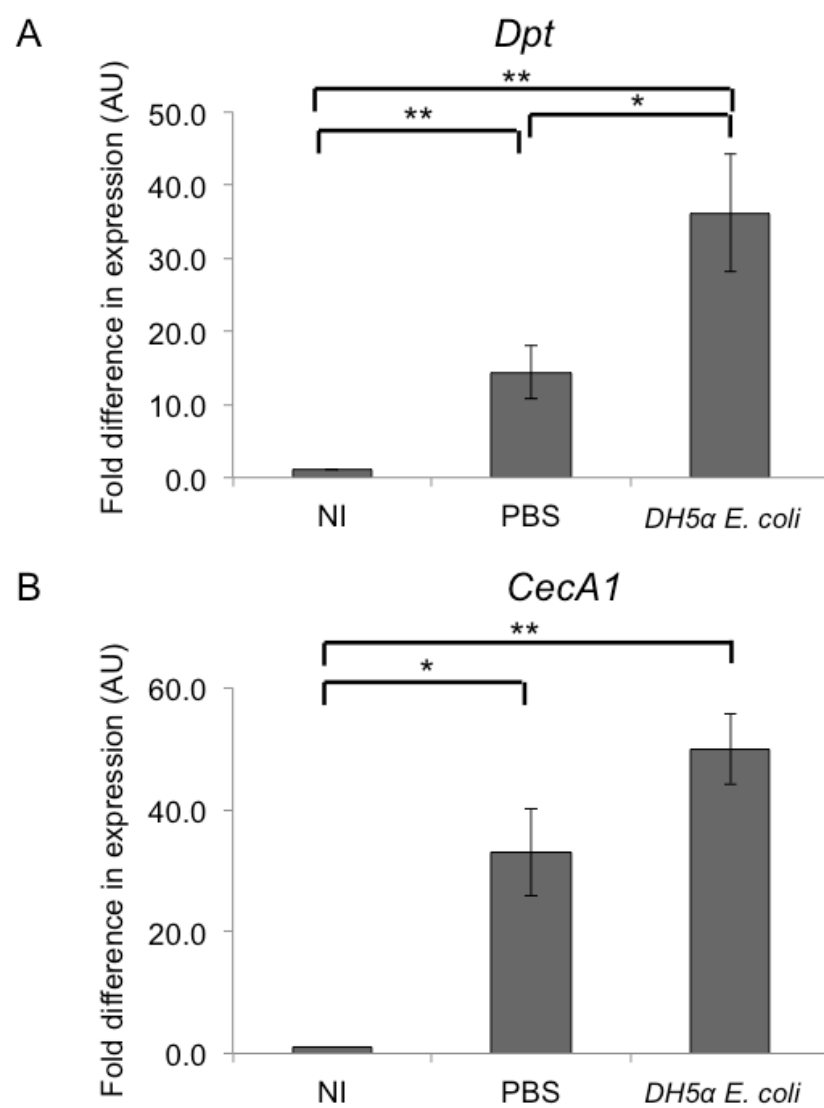 A
Dpt
**
** *
Fold difference in expression (AU)
50.0
40.0
30.0
20.0
10.0
0.0
NI PBS DH5α E. coli
B
CecA1
**
*
Fold difference in expression (AU)
60.0
40.0
20.0
0.0
NI PBS DH5α E. coli